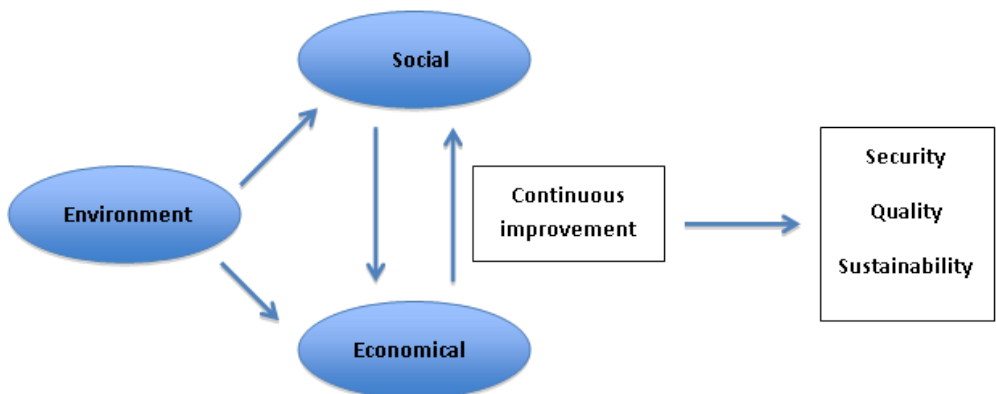 Social
Environment
Economical
Continuous
improvement
Security
Quality
Sustainability